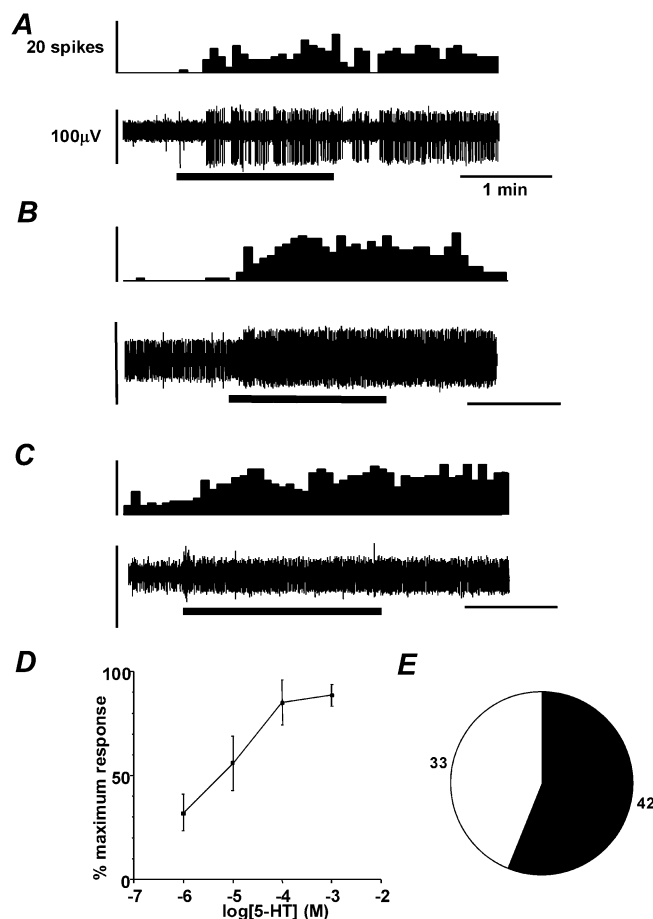 A
20 spikes
100μV
1 min
B
C
D
E
% maximum response
100
50
0
-7 -6 -5 -4 -3 -2
log[5-HT] (M)
33
42